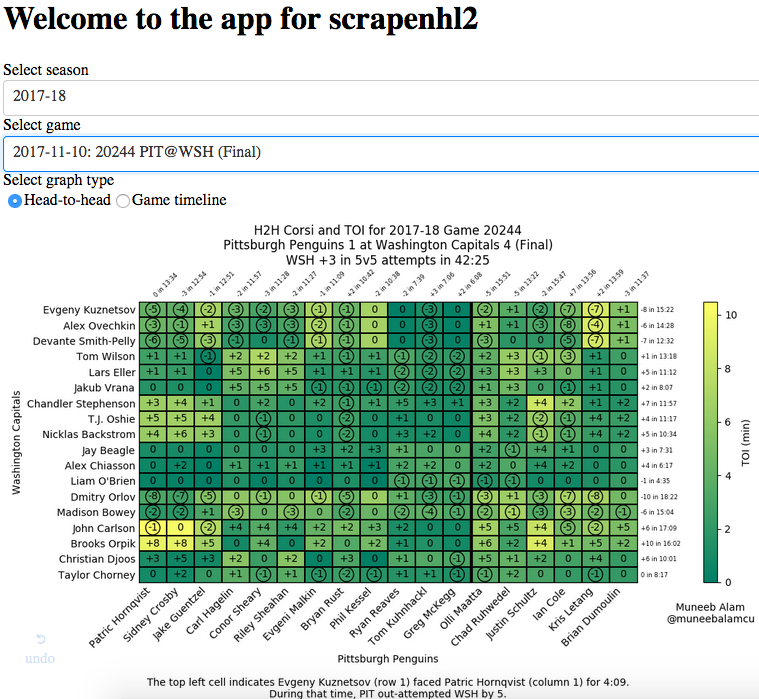 Welcome to the app for scrapenhl2
Select season
2017-18
Select game
2017-11-10: 20244 PIT@WSH (Final)
Select graph type
Head-to-head Game timeline
H2H Corsi and TOI for 2017-18 Game 20244
Pittsburgh Penguins 1 at Washington Capitals 4 (Final)
WSH +3 in 5v5 attempts in 42:25
0 in 13:34 -3 in 12:54 -1 in 12:51 -2 in 11:57 -3 in 11:28 -2 in 11:27 -1 in 11:09 +2 in 10:42 -2 in 10:38 -2 in 7:39 +3 in 7:06 +2 in 6:08 -5 in 15:51 -5 in 13:22 -2 in 15:47 +7 in 13:56 +2 in 13:59 -3 in 11:37
Evgeny Kuznetsov -5 -4 -2 -3 -2 -3 -1 -1 0 0 -3 0 -2 +1 -2 -7 -7 +1 -8 in 15:22
Alex Ovechkin -3 -1 +1 -3 -3 -3 -2 -1 0 0 -3 0 +1 +1 -3 -8 -4 +1 -6 in 14:28
Devante Smith-Pelly -6 -5 -3 -3 -3 -3 -1 -1 0 0 -3 0 -3 0 0 -5 -7 +1 -7 in 12:32
Tom Wilson +1 +1 -1 +2 +2 +2 +1 -1 +1 -1 -2 -2 +2 +3 -1 -3 +1 0 +1 in 13:18
Lars Eller +1 +1 0 +5 +6 +5 +1 +1 +1 -2 -2 -2 +3 +3 +3 0 +1 +3 +5 in 11:12
Jakub Vrana 0 0 0 +5 +5 +5 -1 -1 -1 -2 -2 -2 +1 +3 0 -1 +1 0 +2 in 8:07
Chandler Stephenson +3 +4 +1 0 +2 0 +2 -2 +1 +5 +3 +1 +3 +2 +4 +2 +1 +2 +7 in 11:57
T.J. Oshie +5 +5 +4 0 -1 0 0 -2 0 +1 0 0 +3 +2 -2 -1 +4 +2 +4 in 11:17
Nicklas Backstrom +4 +6 +3 0 -1 0 0 -2 0 +3 +2 0 +4 +2 -1 -1 +4 +2 +5 in 10:34
Jay Beagle 0 0 0 0 0 0 +3 +2 +3 +1 0 0 +2 -1 +4 +1 0 0 +3 in 7:31
Alex Chiasson 0 +2 0 +1 +1 +1 +1 +1 +1 +2 +2 0 +2 0 +4 +2 0 0 +4 in 6:17
Liam O'Brien 0 0 0 0 0 0 0 0 0 -1 -1 -1 -1 -1 0 0 0 0 -1 in 4:35
Dmitry Orlov -8 -7 -5 0 -1 0 -1 -5 0 +1 -3 -1 -3 +1 -3 -7 -8 0 -10 in 18:22
Madison Bowey -2 -2 +1 -3 0 -3 0 -2 0 -2 -4 -1 -2 -1 -3 +2 +2 -1 -6 in 15:04
John Carlson -1 0 -2 +4 +4 +4 +2 +2 +3 +2 0 0 +5 +5 +4 -5 -2 +5 +6 in 17:09
Brooks Orpik +8 +8 +5 0 +4 0 +1 -2 +2 +1 0 0 +6 +2 +4 +1 +5 +2 +10 in 16:02
Christian Djoos +3 +5 +3 +2 0 +2 0 +3 0 +1 0 -1 +5 +1 +2 0 +4 0 +6 in 10:01
Taylor Chorney 0 +2 0 +1 -1 +1 -1 -2 -1 +1 +1 -1 -1 +2 0 0 -1 0 0 in 8:17
Washington Capitals
Patric Hornqvist Sidney Crosby Jake Guentzel Carl Hagelin Conor Sheary Riley Sheahan Evgeni Malkin Bryan Rust Phil Kessel Ryan Reaves Tom Kuhnhackl Greg McKegg Olli Maatta Chad Ruhwedel Justin Schultz Ian Cole Kris Letang Brian Dumoulin
Pittsburgh Penguins
10
8
6
4
2
0
TOI (min)
Muneeb Alam
@muneebalamcu
undo
The top left cell indicates Evgeny Kuznetsov (row 1) faced Patric Hornqvist (column 1) for 4:09.
During that time, PIT out-attempted WSH by 5.